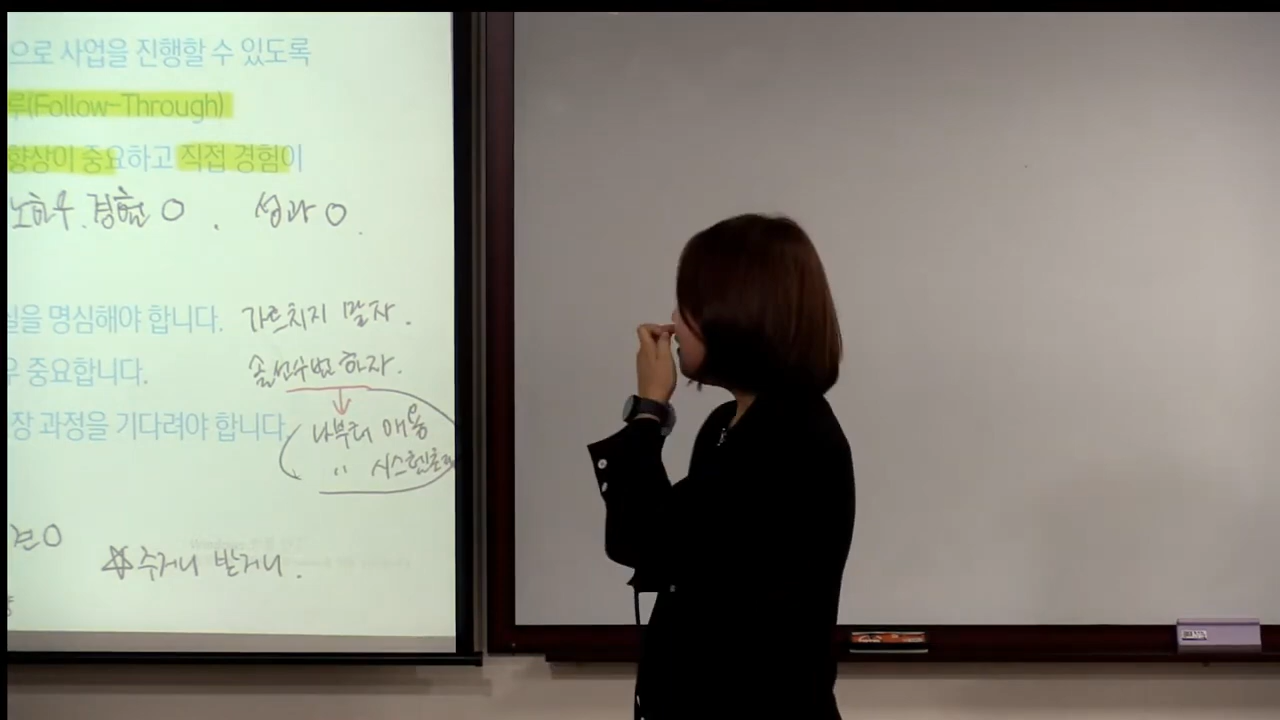 으로 사업을 진행할 수 있도록
루(Follow-Through)
향상이 중요하고 직접 경험이
노하우. 경험 O . 성과 O .
실을 명심해야 합니다. 가르치지 말자.
우 중요합니다. 솔선수범 하자.
장 과정을 기다려야 합니다.
나부터 애용
〃 시스템
주거니 받거니.